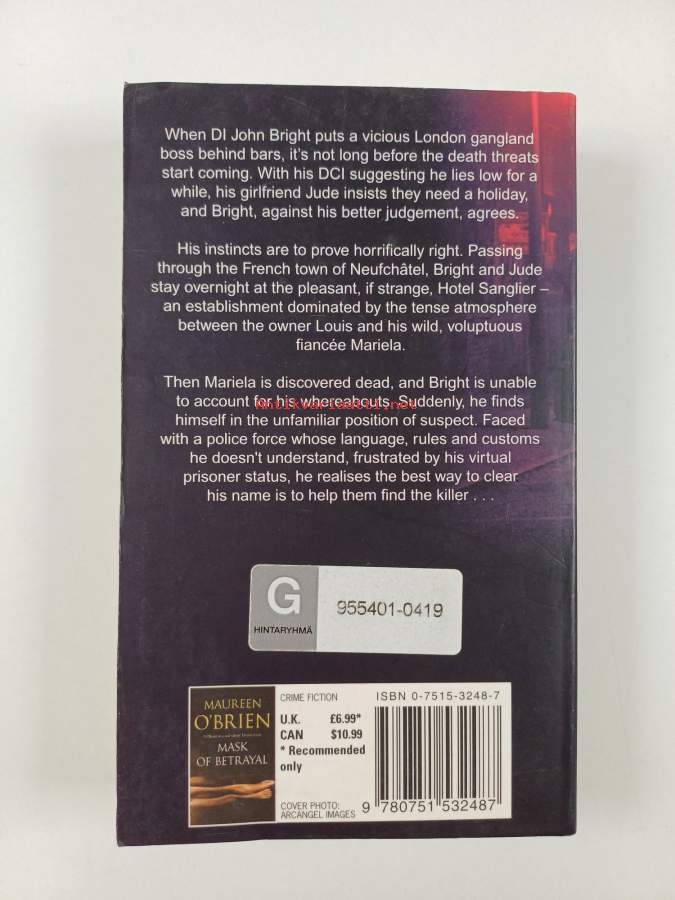 When DI John Bright puts a vicious London gangland
boss behind bars, it's not long before the death threats
start coming. With his DCI suggesting he lies low for a
while, his girlfriend Jude insists they need a holiday,
and Bright, against his better judgement, agrees.
His instincts are to prove horrifically right. Passing
through the French town of Neufchâtel, Bright and Jude
stay overnight at the pleasant, if strange, Hotel Sanglier –
an establishment dominated by the tense atmosphere
between the owner Louis and his wild, voluptuous
fiancée Mariela.
Then Mariela is discovered dead, and Bright is unable
to account for his whereabouts. Suddenly, he finds
Antikvariaatti.net
himself in the unfamiliar position of suspect. Faced
with a police force whose language, rules and customs
he doesn't understand, frustrated by his virtual
prisoner status, he realises the best way to clear
his name is to help them find the killer . . .
G
HINTARYHMÄ
955401-0419
MAUREEN
O'BRIEN
MASK
OF BETRAYAL
CRIME FICTION
U.K. £6.99*
CAN $10.99
* Recommended
only
COVER PHOTO:
ARCANGEL IMAGES
ISBN 0-7515-3248-7
9 780751 532487